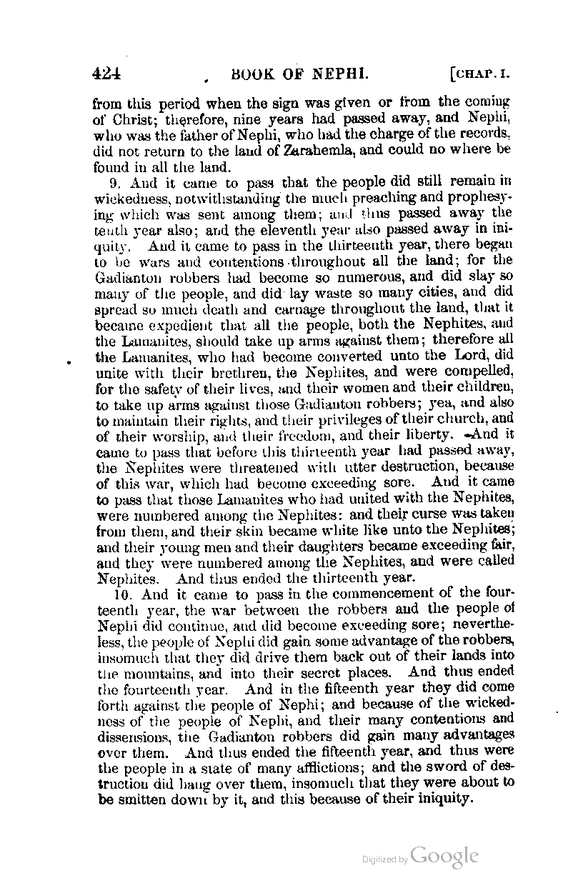 424 BOOK OF NEPHI. [CHAP. I.
from this period when the sign was given or from the coming
of Christ; therefore, nine years had passed away, and Nephi,
who was the father of Nephi, who had the charge of the records,
did not return to the land of Zarahemla, and could no where be
found in all the land.
9. And it came to pass that the people did still remain in
wickedness, notwithstanding the much preaching and prophesy-
ing which was sent among them; and thus passed away the
tenth year also; and the eleventh year also passed away in ini-
quity. And it came to pass in the thirteenth year, there began
to be wars and contentions throughout all the land; for the
Gadianton robbers had become so numerous, and did slay so
many of the people, and did lay waste so many cities, and did
spread so much death and carnage throughout the land, that it
became expedient that all the people, both the Nephites, and
the Lamanites, should take up arms against them; therefore all
the Lamanites, who had become converted unto the Lord, did
unite with their brethren, the Nephites, and were compelled,
for the safety of their lives, and their women and their children,
to take up arms against those Gadianton robbers; yea, and also
to maintain their rights, and their privileges of their church, and
of their worship, and their freedom, and their liberty. And it
came to pass that before this thirteenth year had passed away,
the Nephites were threatened with utter destruction, because
of this war, which had become exceeding sore. And it came
to pass that those Lamanites who had united with the Nephites,
were numbered among the Nephites: and their curse was taken
from them, and their skin became white like unto the Nephites;
and their young men and their daughters became exceeding fair,
and they were numbered among the Nephites, and were called
Nephites. And thus ended the thirteenth year.
10. And it came to pass in the commencement of the four-
teenth year, the war between the robbers and the people of
Nephi did continue, and did become exceeding sore; neverthe-
less, the people of Nephi did gain some advantage of the robbers,
insomuch that they did drive them back out of their lands into
the mountains, and into their secret places. And thus ended
the fourteenth year. And in the fifteenth year they did come
forth against the people of Nephi; and because of the wicked-
ness of the people of Nephi, and their many contentions and
dissensions, the Gadianton robbers did gain many advantages
over them. And thus ended the fifteenth year, and thus were
the people in a state of many afflictions; and the sword of des-
truction did hang over them, insomuch that they were about to
be smitten down by it, and this because of their iniquity.
Digitized by Google